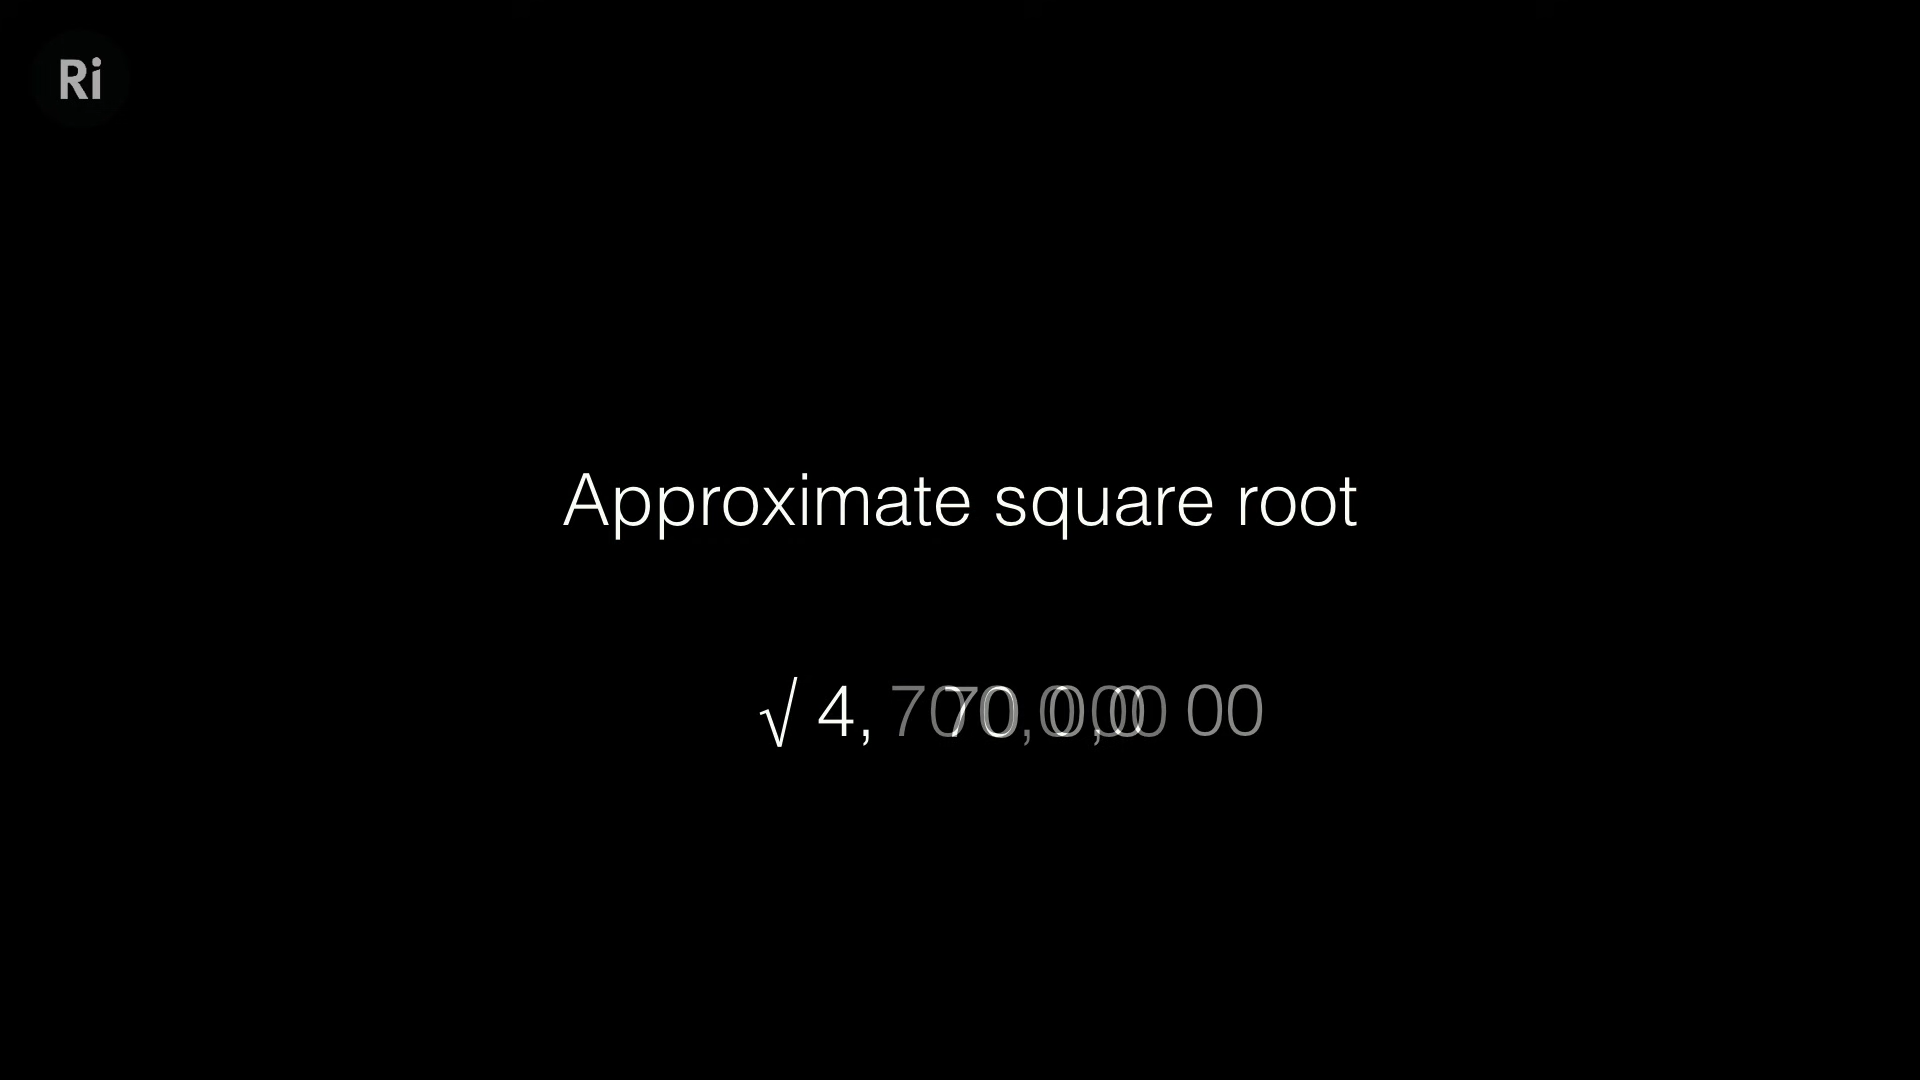 Ri
Approximate square root
√ 4,